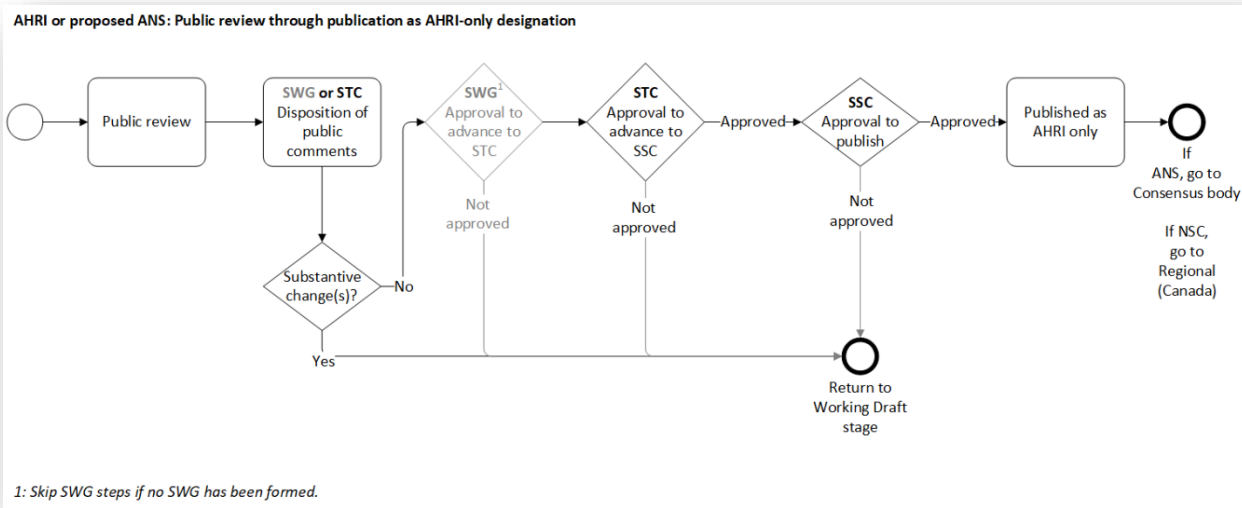 AHRI or proposed ANS: Public review through publication as AHRI-only designation
Public review
SWG or STC
Disposition of
public
comments
Substantive
change(s)?
No
Yes
SWG¹
Approval to
advance to
STC
Not
approved
STC
Approval to
advance to
SSC
Approved
Not
approved
SSC
Approval to
publish
Approved
Not
approved
Published as
AHRI only
If
ANS, go to
Consensus body
If NSC,
go to
Regional
(Canada)
Return to
Working Draft
stage
1: Skip SWG steps if no SWG has been formed.